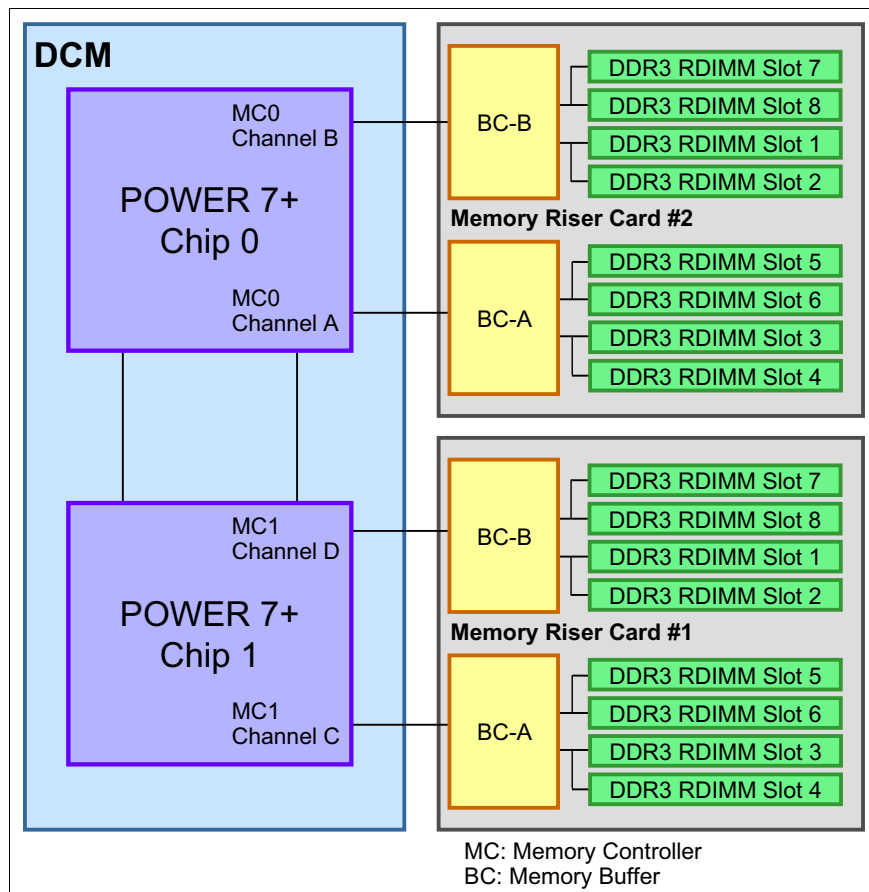 DCM
MC0
Channel B
POWER 7+
Chip 0
MC0
Channel A
BC-B
DDR3 RDIMM Slot 7
DDR3 RDIMM Slot 8
DDR3 RDIMM Slot 1
DDR3 RDIMM Slot 2
Memory Riser Card #2
BC-A
DDR3 RDIMM Slot 5
DDR3 RDIMM Slot 6
DDR3 RDIMM Slot 3
DDR3 RDIMM Slot 4
MC1
Channel D
POWER 7+
Chip 1
MC1
Channel C
BC-B
DDR3 RDIMM Slot 7
DDR3 RDIMM Slot 8
DDR3 RDIMM Slot 1
DDR3 RDIMM Slot 2
Memory Riser Card #1
BC-A
DDR3 RDIMM Slot 5
DDR3 RDIMM Slot 6
DDR3 RDIMM Slot 3
DDR3 RDIMM Slot 4
MC: Memory Controller
BC: Memory Buffer